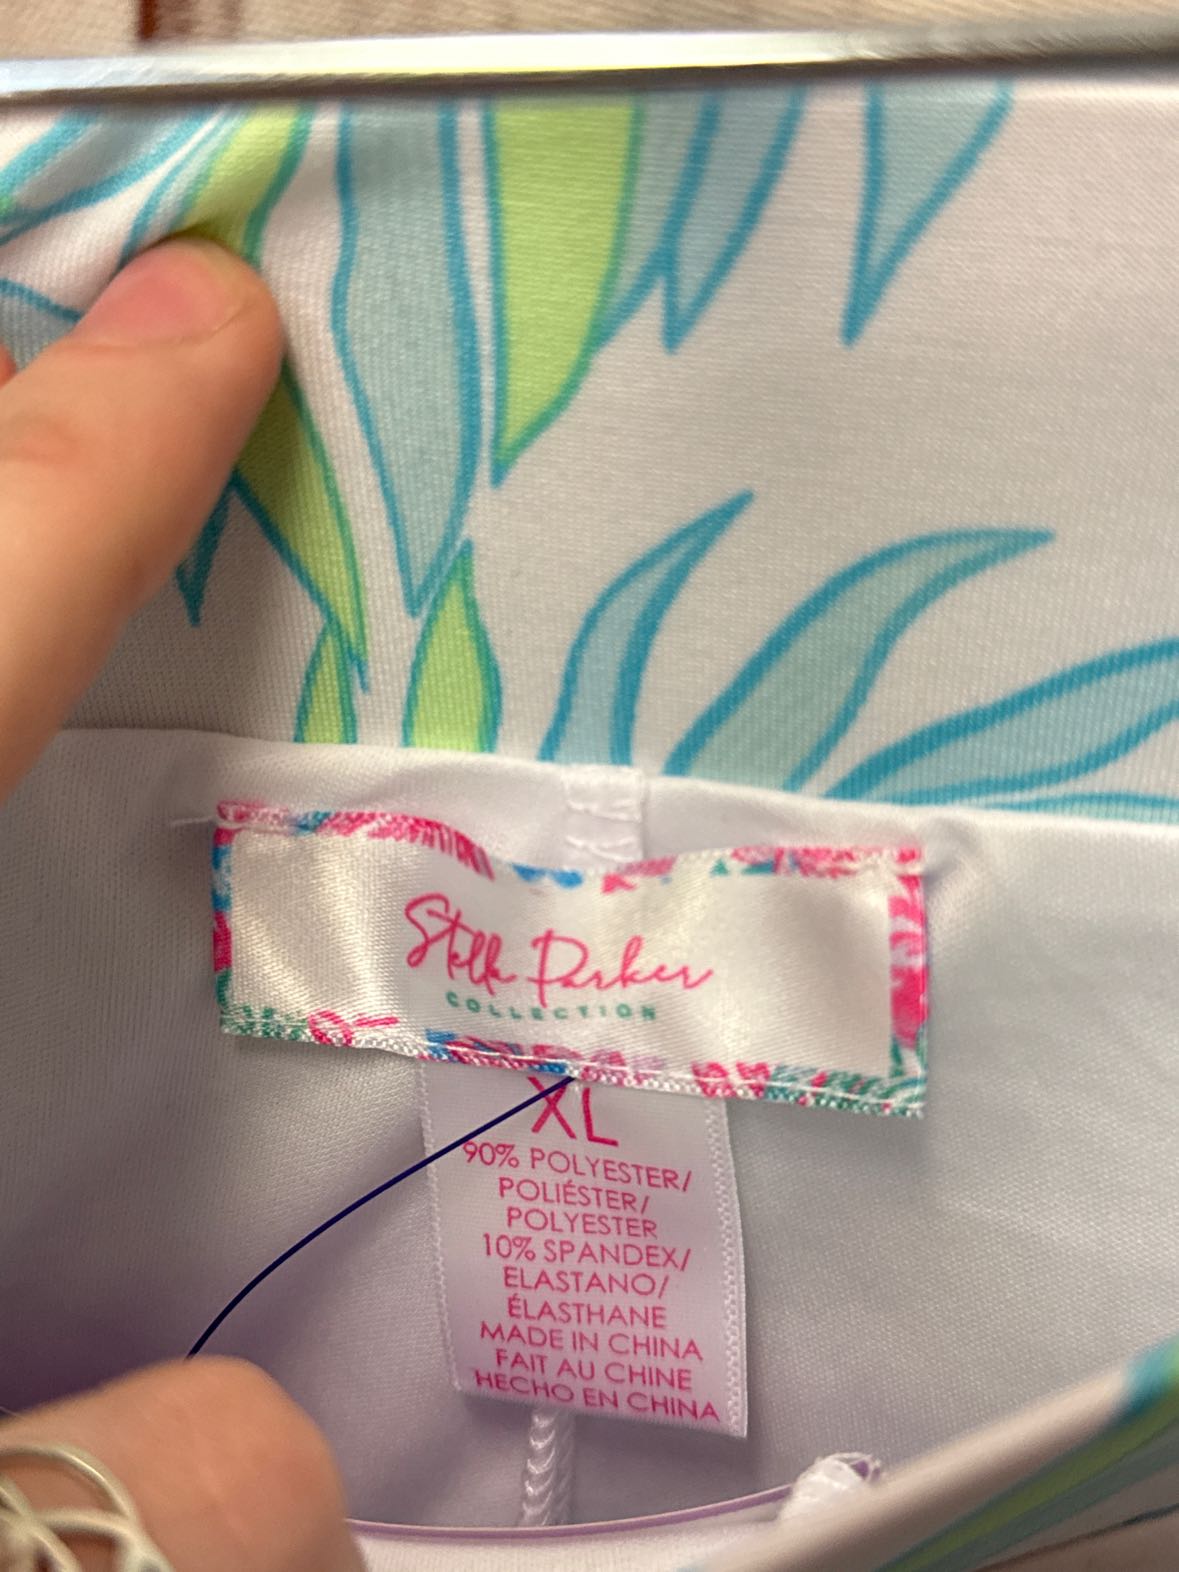 Stella Parker
COLLECTION
XL
90% POLYESTER/
POLIÉSTER/
POLYESTER
10% SPANDEX/
ELASTANO/
ÉLASTHANE
MADE IN CHINA
FAIT AU CHINE
HECHO EN CHINA